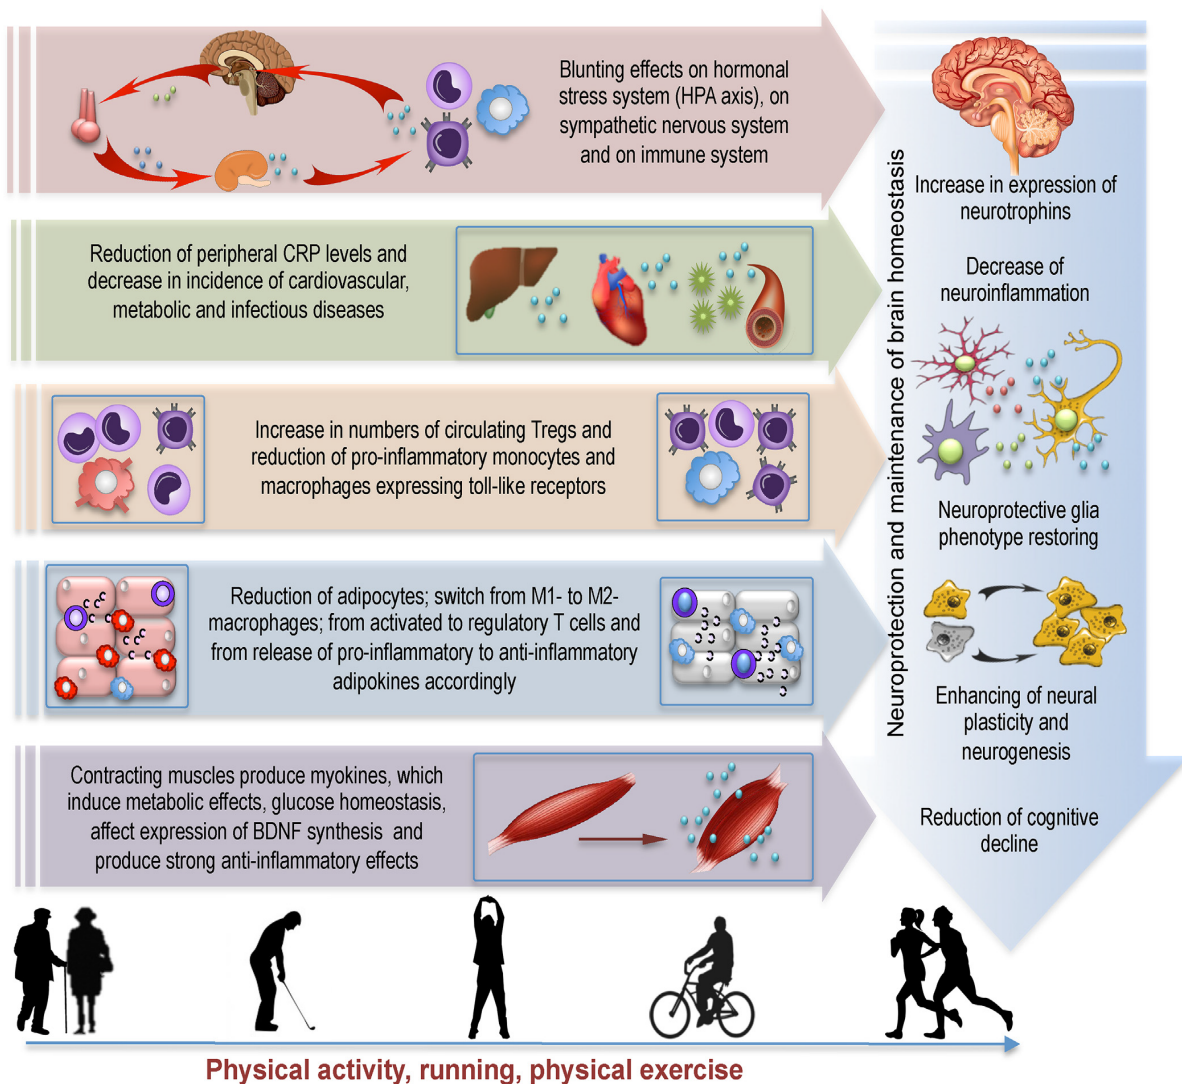 Blunting effects on hormonal
stress system (HPA axis), on
sympathetic nervous system
and on immune system
Reduction of peripheral CRP levels and
decrease in incidence of cardiovascular,
metabolic and infectious diseases
Increase in numbers of circulating Tregs and
reduction of pro-inflammatory monocytes and
macrophages expressing toll-like receptors
Reduction of adipocytes; switch from M1- to M2-
macrophages; from activated to regulatory T cells and
from release of pro-inflammatory to anti-inflammatory
adipokines accordingly
Contracting muscles produce myokines, which
induce metabolic effects, glucose homeostasis,
affect expression of BDNF synthesis and
produce strong anti-inflammatory effects
Neuroprotection and maintenance of brain homeostasis
Increase in expression of
neurotrophins
Decrease of
neuroinflammation
Neuroprotective glia
phenotype restoring
Enhancing of neural
plasticity and
neurogenesis
Reduction of cognitive
decline
Physical activity, running, physical exercise